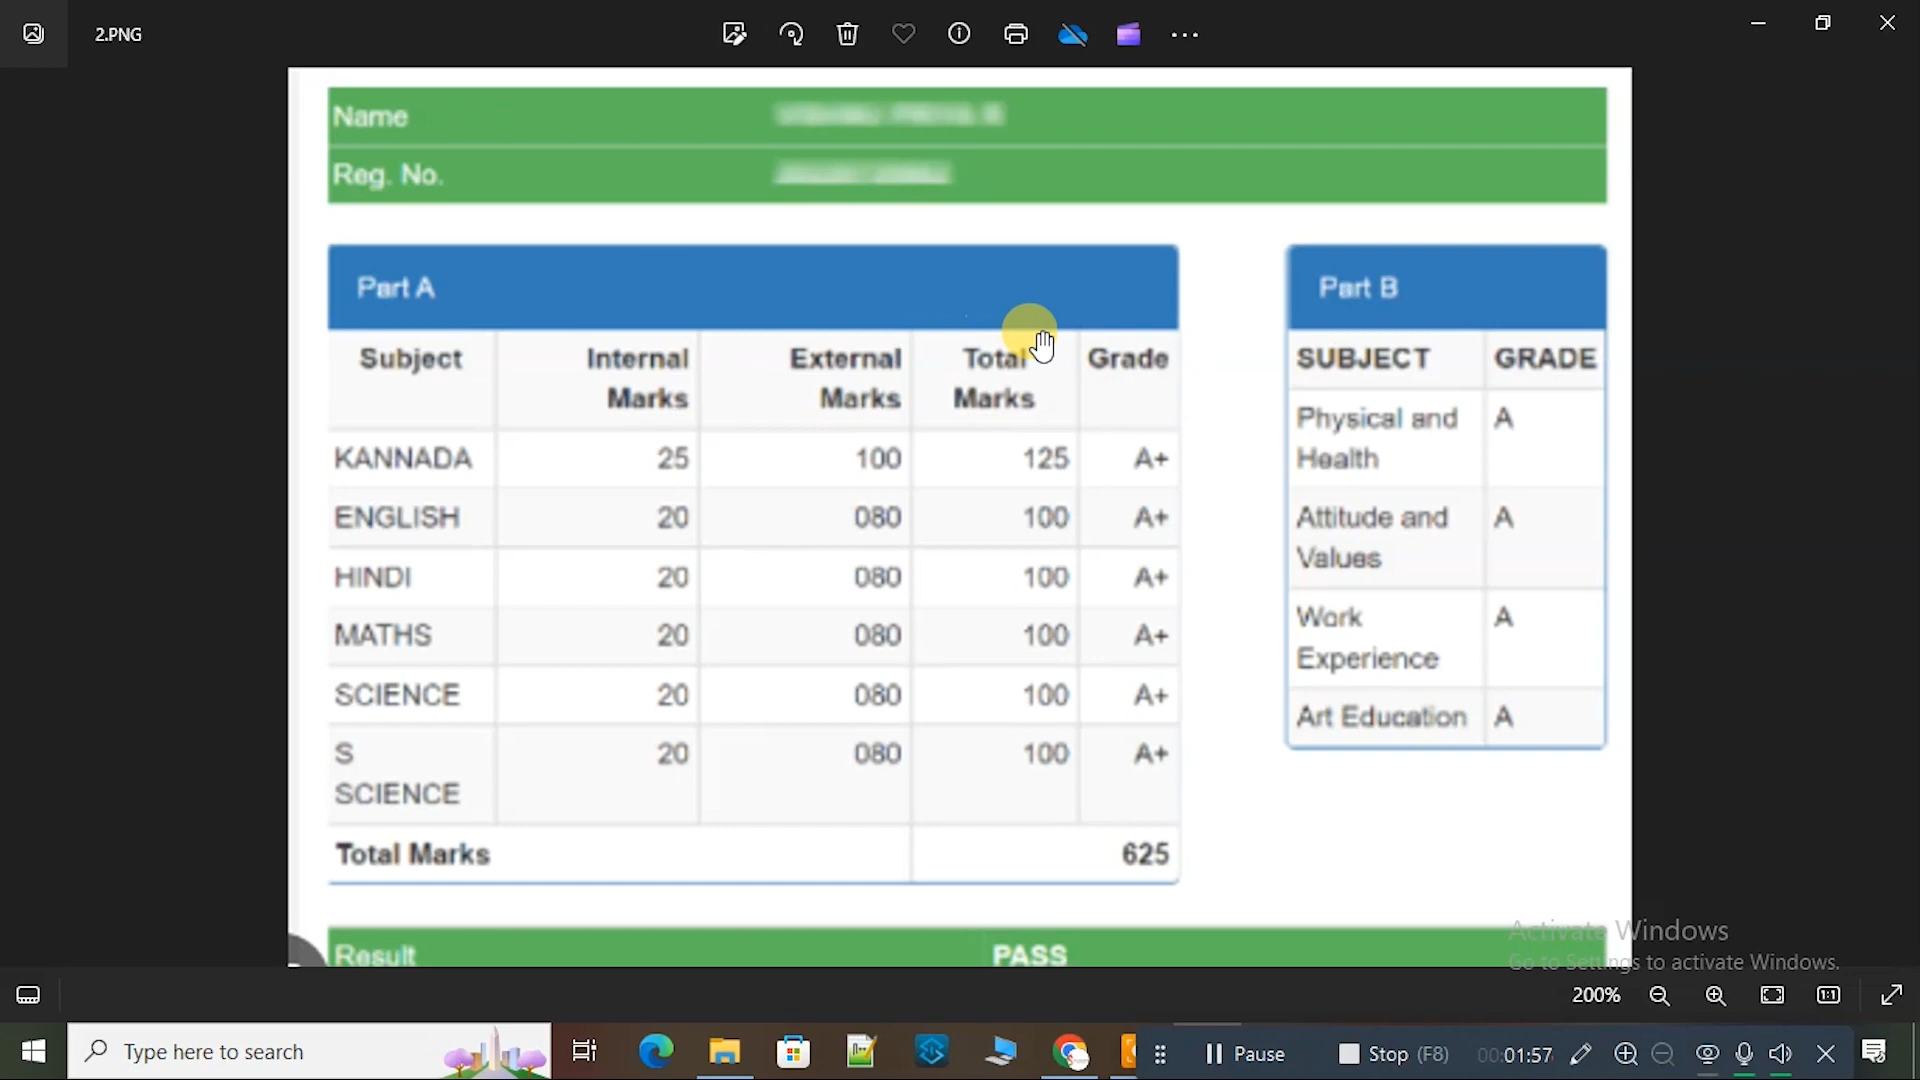 2.PNG
Name
Reg. No.
Part A
Subject Internal Marks External Marks Total Marks Grade
KANNADA 25 100 125 A+
ENGLISH 20 080 100 A+
HINDI 20 080 100 A+
MATHS 20 080 100 A+
SCIENCE 20 080 100 A+
S SCIENCE 20 080 100 A+
Total Marks 625
Part B
SUBJECT GRADE
Physical and Health A
Attitude and Values A
Work Experience A
Art Education A
Result PASS
Activate Windows
Go to Settings to activate Windows.
200%
Type here to search
Pause Stop (F8) 00:01:57